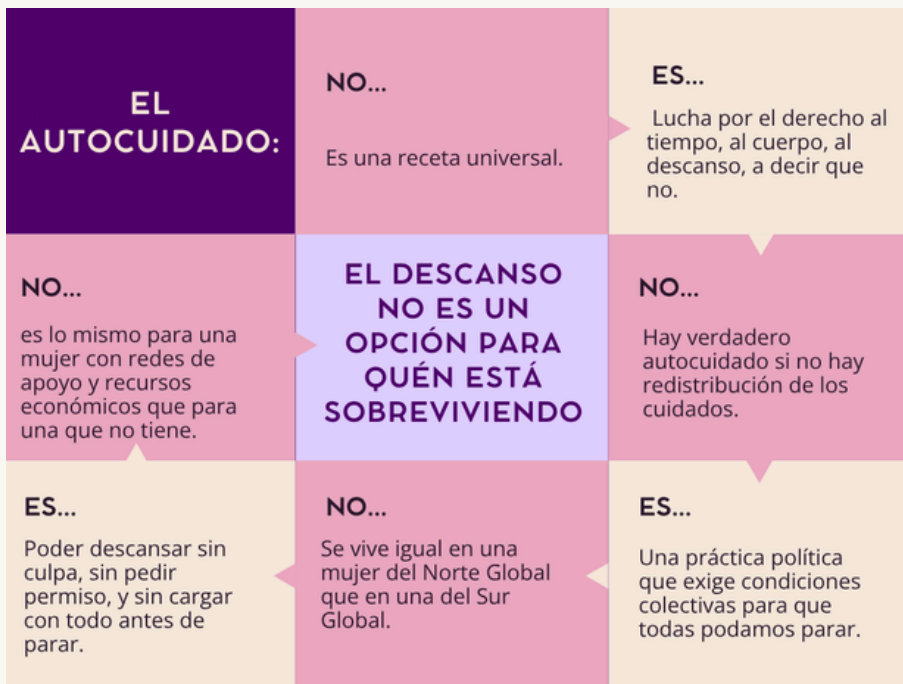 EL
AUTOCUIDADO:
NO...
Es una receta universal.
ES...
Lucha por el derecho al
tiempo, al cuerpo, al
descanso, a decir que
no.
NO...
Hay verdadero
autocuidado si no hay
redistribución de los
cuidados.
ES...
Una práctica política
que exige condiciones
colectivas para que
todas podamos parar.
NO...
Se vive igual en una
mujer del Norte Global
que en una del Sur
Global.
ES...
Poder descansar sin
culpa, sin pedir
permiso, y sin cargar
con todo antes de
parar.
NO...
es lo mismo para una
mujer con redes de
apoyo y recursos
económicos que para
una que no tiene.
EL DESCANSO
NO ES UN
OPCIÓN PARA
QUÉN ESTÁ
SOBREVIVIENDO